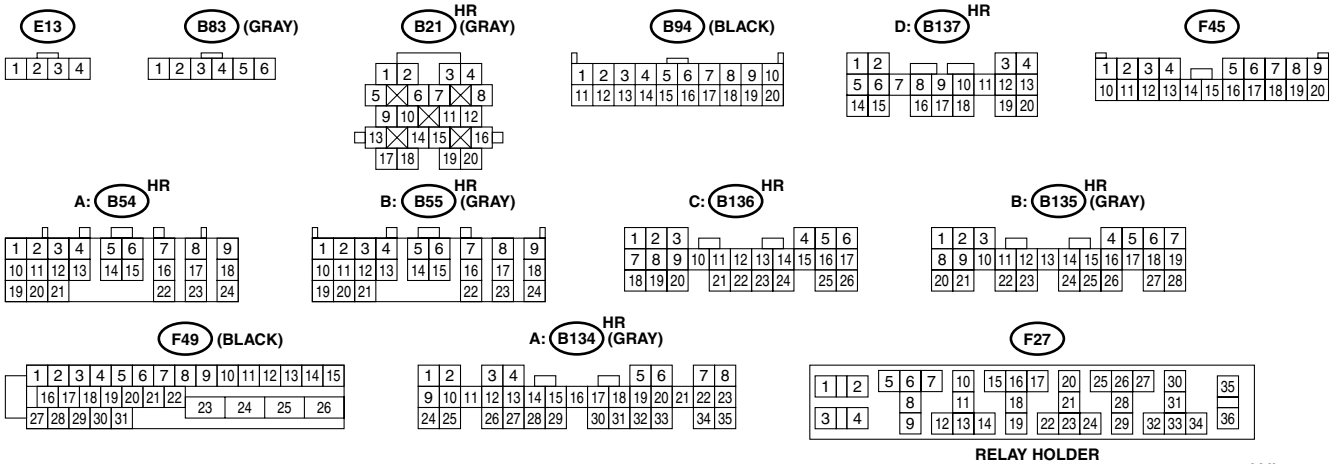 E13
B83 (GRAY)
HR
B21 (GRAY)
B94 (BLACK)
HR
D: B137
F45
1 2 3 4
1 2 3 4 5 6
1 2 3 4
5 6 7 8
9 10 11 12
13 14 15 16
17 18 19 20
1 2 3 4 5 6 7 8 9 10
11 12 13 14 15 16 17 18 19 20
1 2 3 4
5 6 7 8 9 10 11 12 13
14 15 16 17 18 19 20
1 2 3 4 5 6 7 8 9
10 11 12 13 14 15 16 17 18 19 20
HR
A: B54
HR
B: B55 (GRAY)
HR
C: B136
HR
B: B135 (GRAY)
1 2 3 4 5 6 7 8 9
10 11 12 13 14 15 16 17 18
19 20 21 22 23 24
1 2 3 4 5 6 7 8 9
10 11 12 13 14 15 16 17 18
19 20 21 22 23 24
1 2 3 4 5 6
7 8 9 10 11 12 13 14 15 16 17
18 19 20 21 22 23 24 25 26
1 2 3 4 5 6 7
8 9 10 11 12 13 14 15 16 17 18 19
20 21 22 23 24 25 26 27 28
F49 (BLACK)
HR
A: B134 (GRAY)
F27
1 2 3 4 5 6 7 8 9 10 11 12 13 14 15
16 17 18 19 20 21 22 23 24 25 26
27 28 29 30 31
1 2 3 4 5 6 7 8
9 10 11 12 13 14 15 16 17 18 19 20 21 22 23
24 25 26 27 28 29 30 31 32 33 34 35
1 2 5 6 7 10 15 16 17 20 25 26 27 30 35
8 11 18 21 28 31
3 4 9 12 13 14 19 22 23 24 29 32 33 34 36
RELAY HOLDER